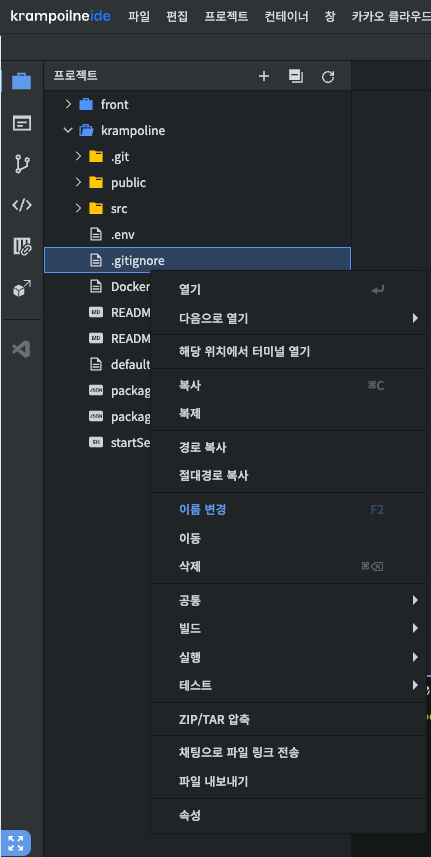 krampoilneide 파일 편집 프로젝트 컨테이너 창 카카오 클라우드
프로젝트
front
krampoline
.git
public
src
.env
.gitignore
Docker
READM
READM
default
packag
packag
startSe
열기
다음으로 열기
해당 위치에서 터미널 열기
복사 ⌘C
복제
경로 복사
절대경로 복사
이름 변경 F2
이동
삭제 ⌘⌫
공통
빌드
실행
테스트
ZIP/TAR 압축
채팅으로 파일 링크 전송
파일 내보내기
속성